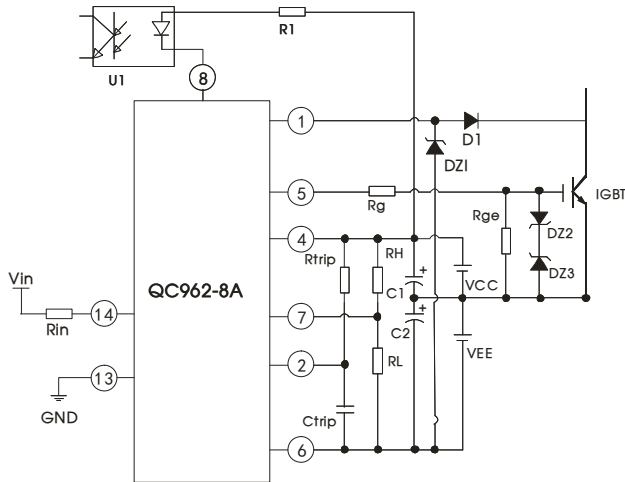 R1
U1
8
1
D1
DZ1
5
Rg
Rge
IGBT
DZ2
DZ3
4
Rtrip
RH
C1
+
VCC
QC962-8A
Vin
Rin
14
7
C2
+
RL
VEE
2
13
GND
Ctrip
6